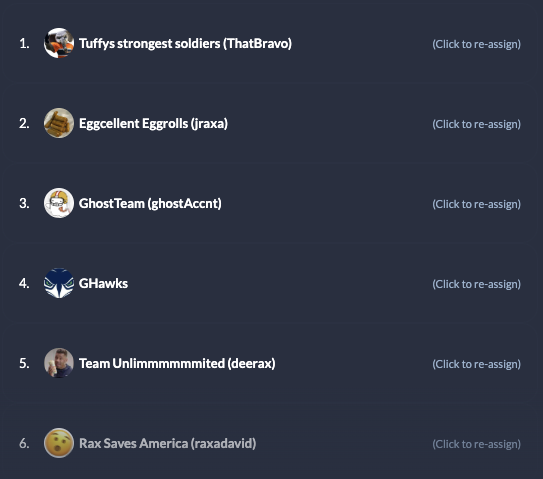 1. Tuffys strongest soldiers (ThatBravo) (Click to re-assign)
2. Eggcellent Eggrolls (jraxa) (Click to re-assign)
3. GhostTeam (ghostAccnt) (Click to re-assign)
4. GHawks (Click to re-assign)
5. Team Unlimmmmmmited (deerax) (Click to re-assign)
6. Rax Saves America (raxadavid) (Click to re-assign)